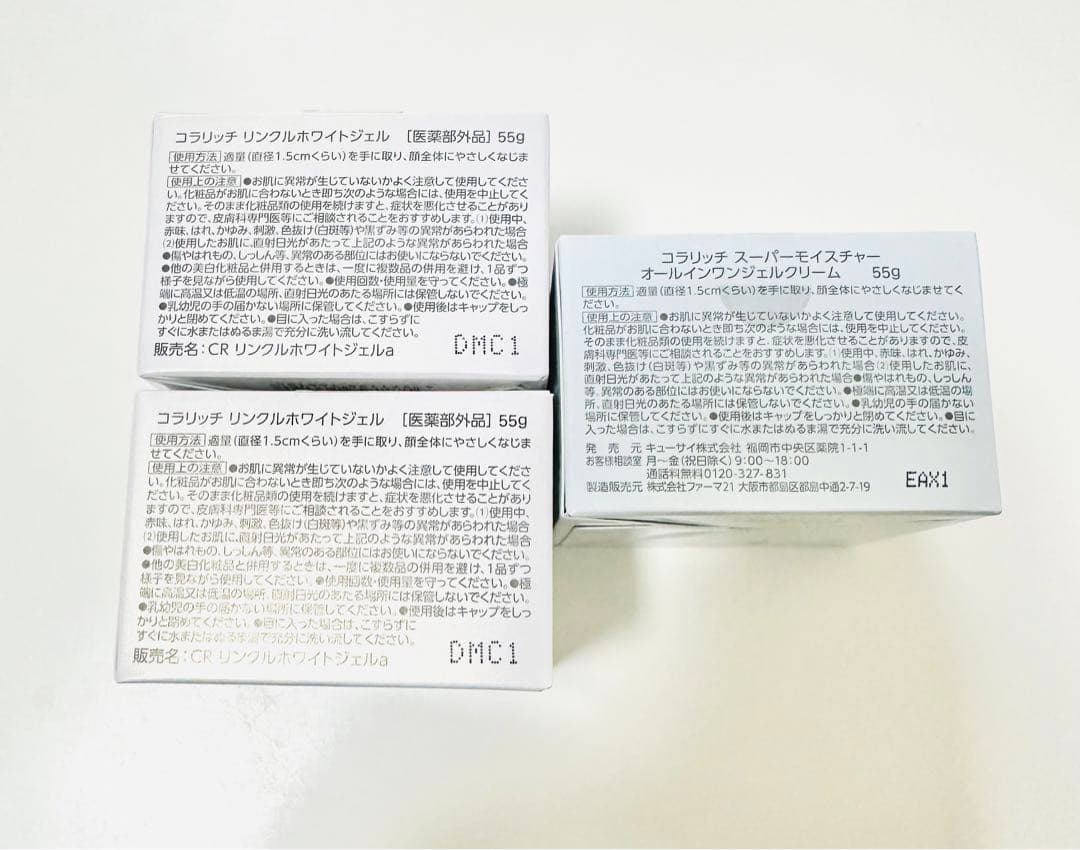 コラリッチ リンクルホワイトジェル [医薬部外品] 55g
使用方法 適量(直径1.5cmくらい)を手に取り、顔全体にやさしくなじま
せてください。
使用上の注意 ●お肌に異常が生じていないかよく注意して使用してくださ
い。化粧品がお肌に合わないとき即ち次のような場合には、使用を中止してく
ださい。そのまま化粧品類の使用を続けますと、症状を悪化させることがあり
ますので、皮膚科専門医等にご相談されることをおすすめします。(1)使用中、
赤味、はれ、かゆみ、刺激、色抜け(白斑等)や黒ずみ等の異常があらわれた場合
(2)使用したお肌に、直射日光があたって上記のような異常があらわれた場合
●傷やはれもの、しっしん等、異常のある部位にはお使いにならないでください。
●他の美白化粧品と併用するときは、一度に複数品の併用を避け、1品ずつ
様子を見ながら使用してください。●使用回数・使用量を守ってください。●極
端に高温又は低温の場所、直射日光のあたる場所には保管しないでください。
●乳幼児の手の届かない場所に保管してください。●使用後はキャップをしっ
かりと閉めてください。●目に入った場合は、こすらずに
すぐに水またはぬるま湯で充分に洗い流してください。
販売名:CR リンクルホワイトジェルa
DMC1
コラリッチ リンクルホワイトジェル [医薬部外品] 55g
使用方法 適量(直径1.5cmくらい)を手に取り、顔全体にやさしくなじま
せてください。
使用上の注意 ●お肌に異常が生じていないかよく注意して使用してくださ
い。化粧品がお肌に合わないとき即ち次のような場合には、使用を中止してく
ださい。そのまま化粧品類の使用を続けますと、症状を悪化させることがあり
ますので、皮膚科専門医等にご相談されることをおすすめします。(1)使用中、
赤味、はれ、かゆみ、刺激、色抜け(白斑等)や黒ずみ等の異常があらわれた場合
(2)使用したお肌に、直射日光があたって上記のような異常があらわれた場合
●傷やはれもの、しっしん等、異常のある部位にはお使いにならないでください。
●他の美白化粧品と併用するときは、一度に複数品の併用を避け、1品ずつ
様子を見ながら使用してください。●使用回数・使用量を守ってください。●極
端に高温又は低温の場所、直射日光のあたる場所には保管しないでください。
●乳幼児の手の届かない場所に保管してください。●使用後はキャップをしっ
かりと閉めてください。●目に入った場合は、こすらずに
すぐに水またはぬるま湯で充分に洗い流してください。
販売名:CR リンクルホワイトジェルa
DMC1
コラリッチ スーパーモイスチャー
オールインワンジェルクリーム 55g
使用方法 適量(直径1.5cmくらい)を手に取り、顔全体にやさしくなじませてく
ださい。
使用上の注意 ●お肌に異常が生じていないかよく注意して使用してください。
化粧品がお肌に合わないとき即ち次のような場合には、使用を中止してください。
そのまま化粧品類の使用を続けますと、症状を悪化させることがありますので、皮
膚科専門医等にご相談されることをおすすめします。(1)使用中、赤味、はれ、かゆみ、
刺激、色抜け(白斑等)や黒ずみ等の異常があらわれた場合(2)使用したお肌に、
直射日光があたって上記のような異常があらわれた場合●傷やはれもの、しっしん
等、異常のある部位にはお使いにならないでください。●極端に高温又は低温の場
所、直射日光のあたる場所には保管しないでください。●乳幼児の手の届かない
場所に保管してください。●使用後はキャップをしっかりと閉めてください。●目に
入った場合は、こすらずにすぐに水またはぬるま湯で充分に洗い流してください。
発売元 キューサイ株式会社 福岡市中央区薬院1-1-1
お客様相談室 月〜金(祝日除く)9:00〜18:00
通話料無料0120-327-831
製造販売元 株式会社ファーマ21 大阪市都島区都島中通2-7-19
EAX1